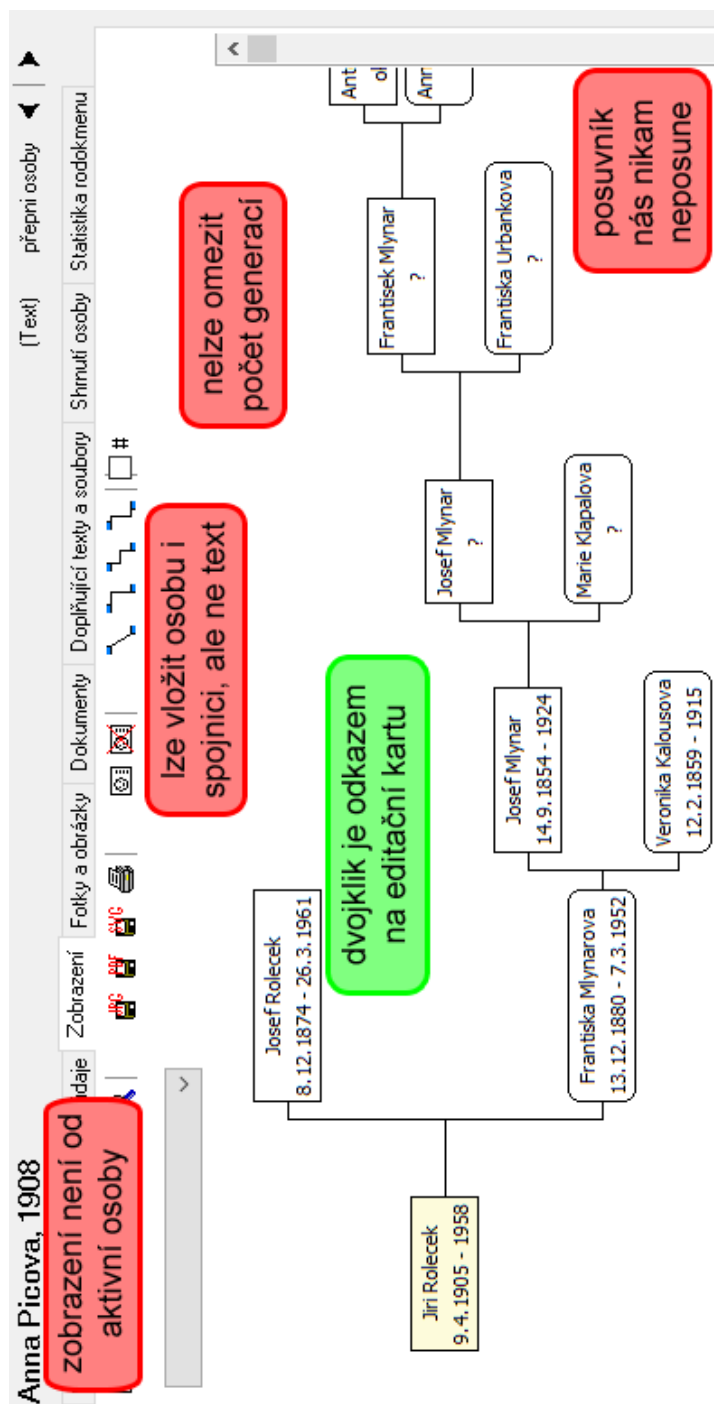 Anna Picova, 1908
(Text)
přepni osoby
zobrazení není od
aktivní osoby
Zobrazení
Fotky a obrázky
Dokumenty
Doplňující texty a soubory
Shrnutí osoby
Statistika rodokmenu
JPG
PDF
SVG
#
lze vložit osobu i
spojnici, ale ne text
nelze omezit
počet generací
Jiri Rolecek
9.4.1905 - 1958
Josef Rolecek
8.12.1874 - 26.3.1961
dvojklik je odkazem
na editační kartu
Frantiska Mlynarova
13.12.1880 - 7.3.1952
Josef Mlynar
14.9.1854 - 1924
Veronika Kalousova
12.2.1859 - 1915
Josef Mlynar
?
Marie Klapalova
?
Frantisek Mlynar
?
Frantiska Urbankova
?
posuvník
nás nikam
neposune